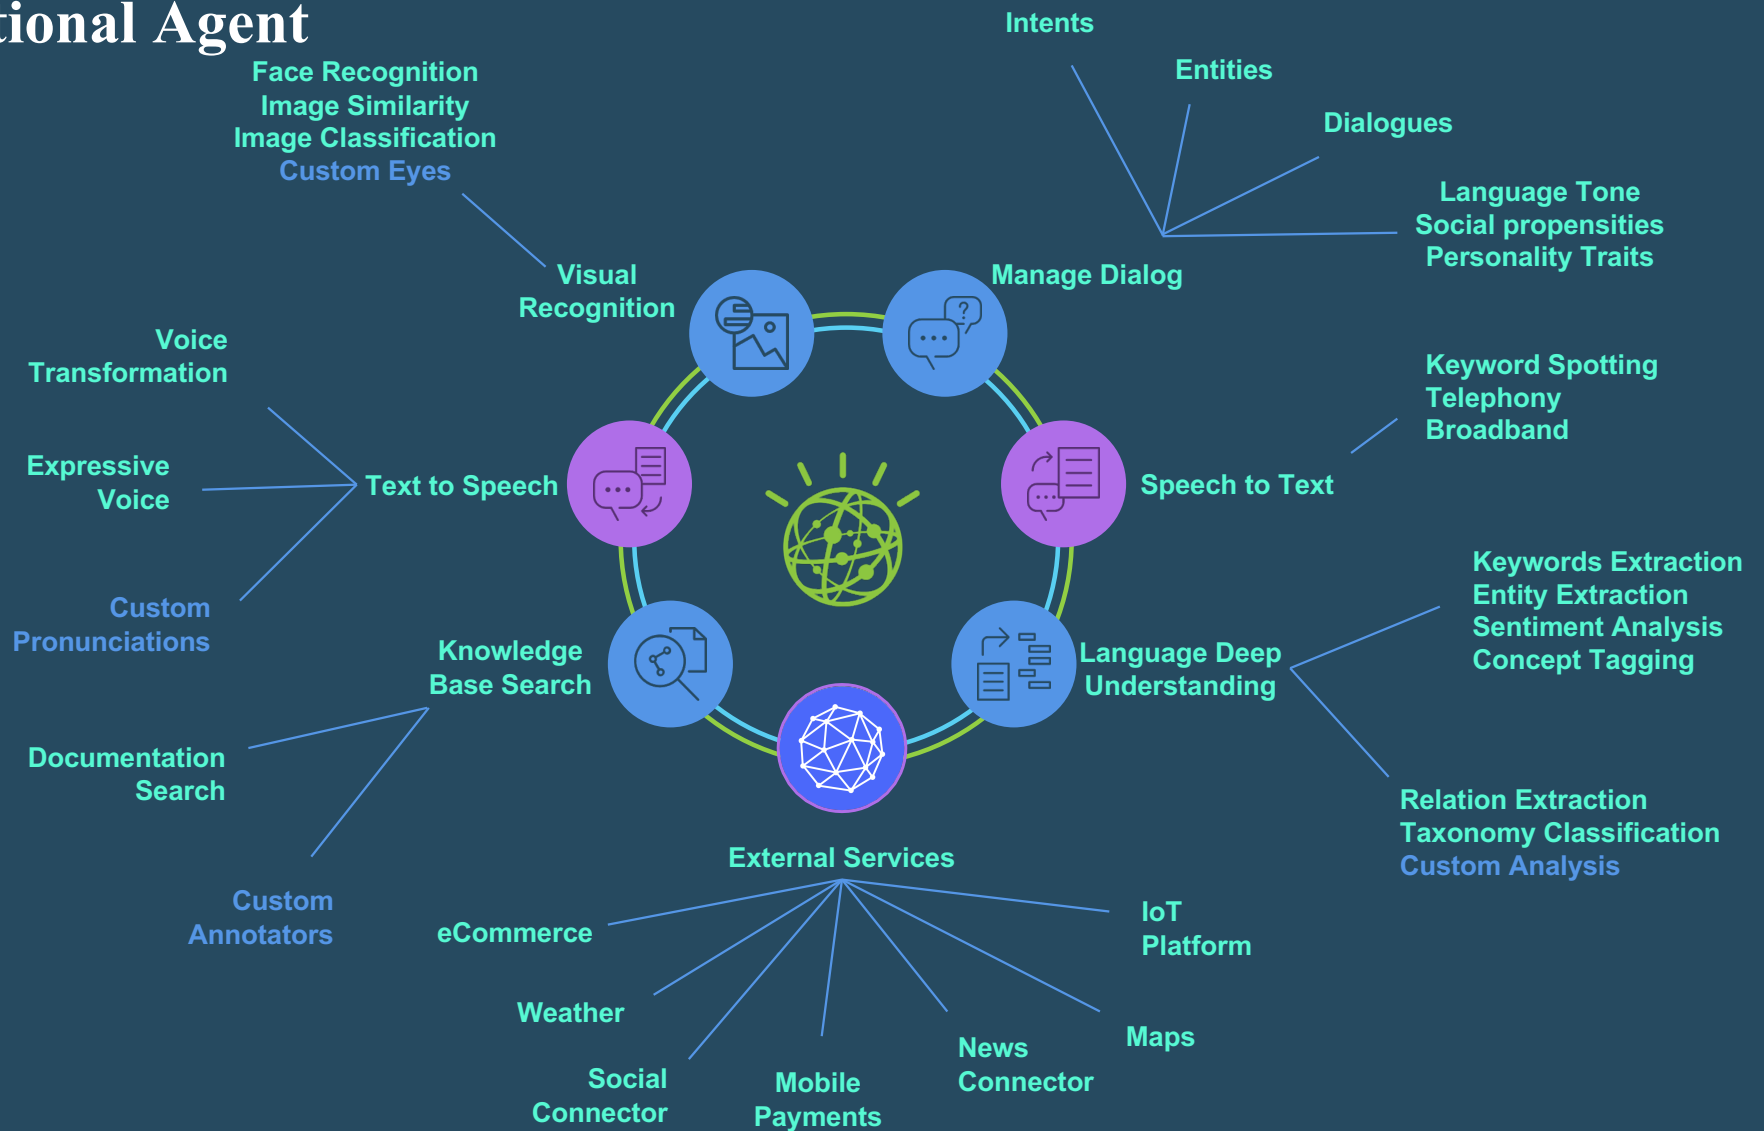 tional Agent
Face Recognition
Image Similarity
Image Classification
Custom Eyes
Visual
Recognition
Intents
Entities
Dialogues
Language Tone
Social propensities
Personality Traits
Manage Dialog
Voice
Transformation
Expressive
Voice
Custom
Pronunciations
Text to Speech
Keyword Spotting
Telephony
Broadband
Speech to Text
Knowledge
Base Search
Documentation
Search
Custom
Annotators
Language Deep
Understanding
Keywords Extraction
Entity Extraction
Sentiment Analysis
Concept Tagging
Relation Extraction
Taxonomy Classification
Custom Analysis
External Services
eCommerce
Weather
Social
Connector
Mobile
Payments
News
Connector
Maps
IoT
Platform